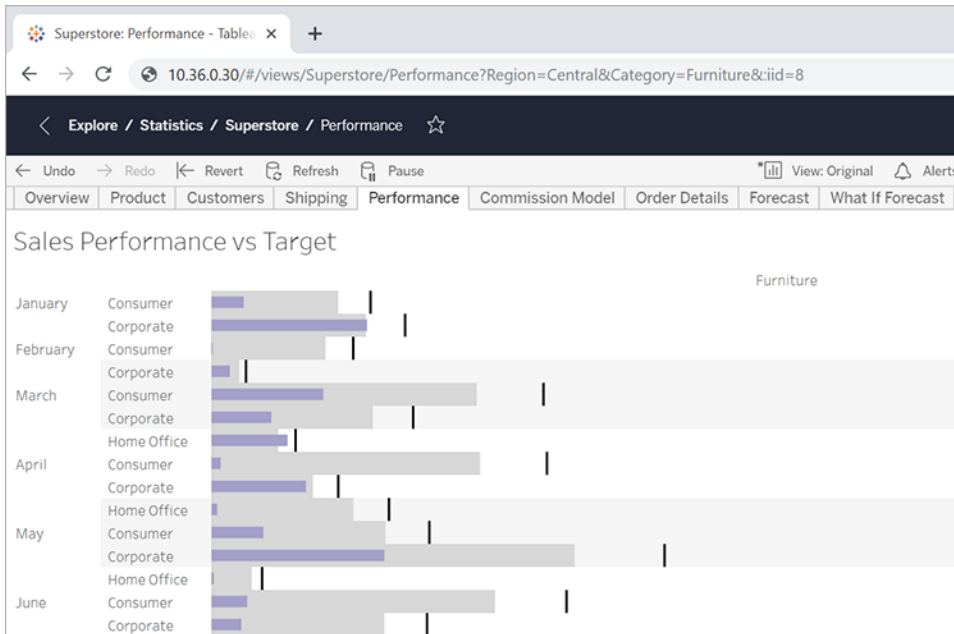 Superstore: Performance - Tablea
10.36.0.30/#/views/Superstore/Performance?Region=Central&Category=Furniture&:iid=8
Explore / Statistics / Superstore / Performance
Undo Redo Revert Refresh Pause View: Original Alerts
Overview Product Customers Shipping Performance Commission Model Order Details Forecast What If Forecast
Sales Performance vs Target
Furniture
January Consumer
Corporate
February Consumer
Corporate
March Consumer
Corporate
Home Office
April Consumer
Corporate
Home Office
May Consumer
Corporate
Home Office
June Consumer
Corporate